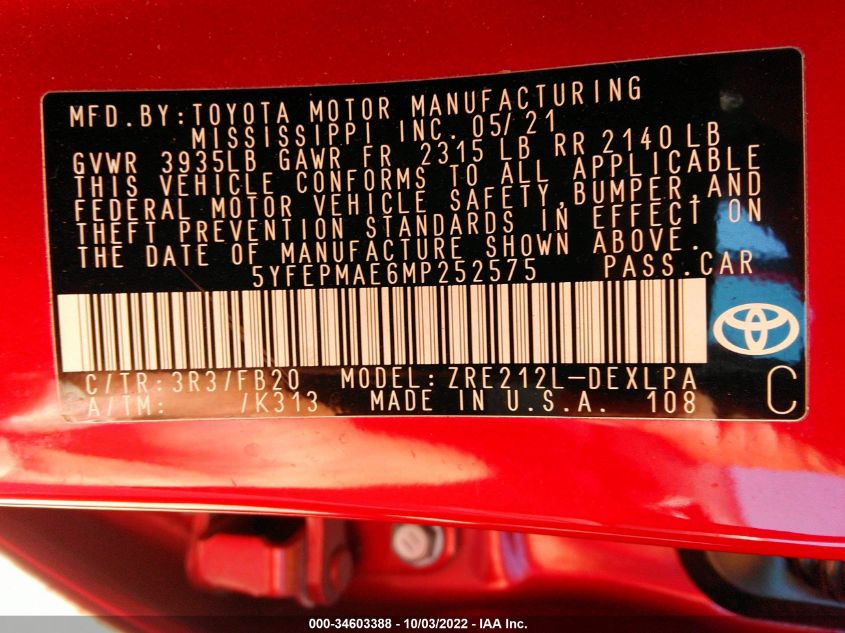 MFD.BY:TOYOTA MOTOR MANUFACTURING
MISSISSIPPI INC. 05/21
GVWR 3935LB GAWR FR 2315 LB RR 2140 LB
THIS VEHICLE CONFORMS TO ALL APPLICABLE
FEDERAL MOTOR VEHICLE SAFETY,BUMPER,AND
THEFT PREVENTION STANDARDS IN EFFECT ON
THE DATE OF MANUFACTURE SHOWN ABOVE.
5YFEPMAE6MP252575 PASS.CAR
C/TR:3R3/FB20 MODEL:ZRE212L-DEXLPA
A/TM: /K313 MADE IN U.S.A. 108 C
000-34603388 - 10/03/2022 - IAA Inc.